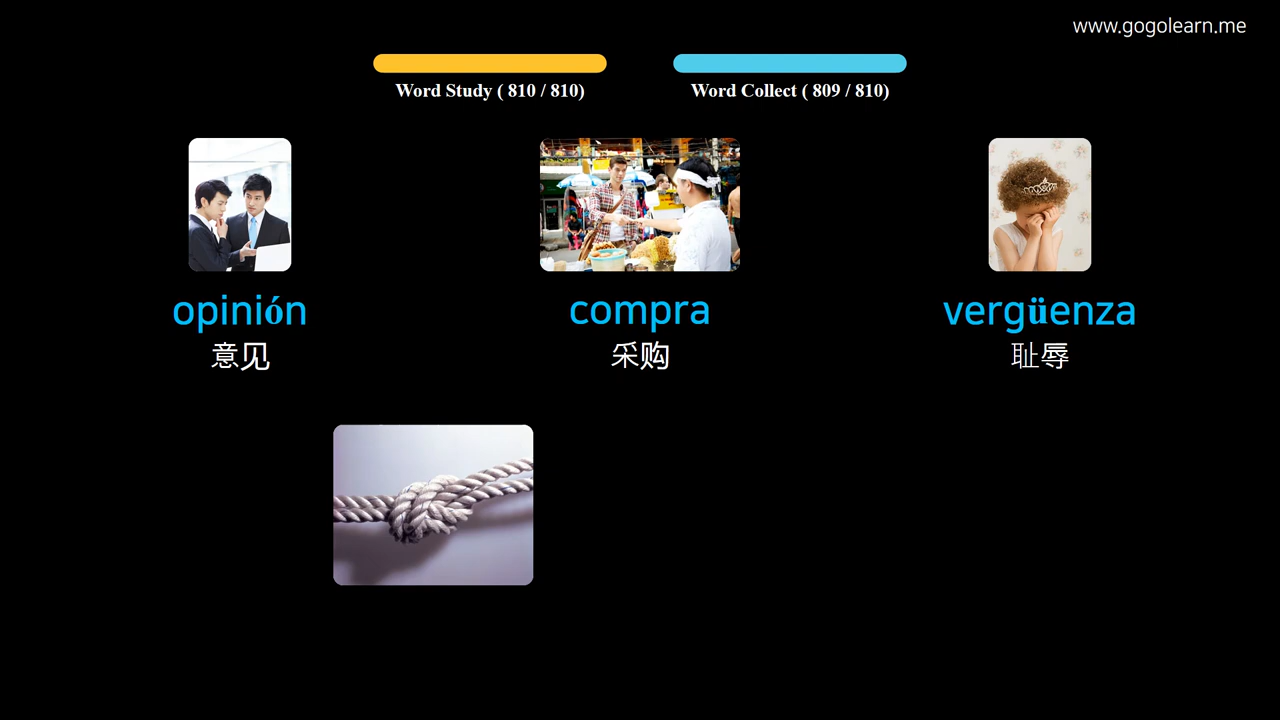 www.gogolearn.me
Word Study ( 810 / 810)
Word Collect ( 809 / 810)
opinión
compra
vergüenza
意见
采购
耻辱